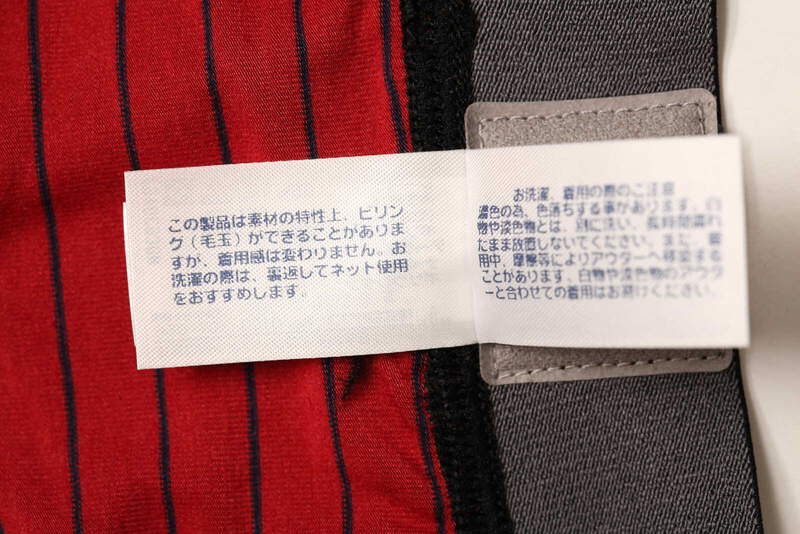 この製品は素材の特性上、ピリン
グ（毛玉）ができることがありま
すが、着用感は変わりません。お
洗濯の際は、裏返してネット使用
をおすすめします。
お洗濯、着用の際のご注意
濃色の為、色落ちする事があります。白
物や淡色物とは、別に洗い、長時間濡れ
たまま放置しないでください。また、着
用中、摩擦等によりアウターへ移染する
ことがあります。白物や淡色物のアウタ
ーと合わせての着用はお避けください。